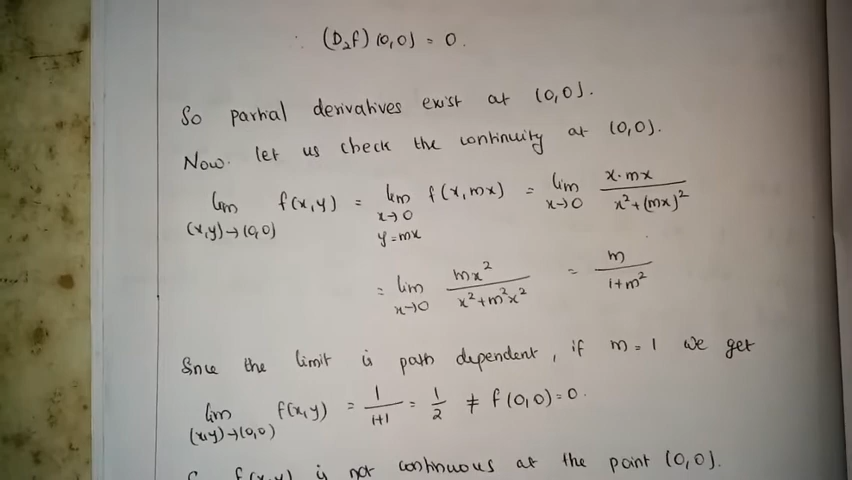 ∴ (D₂f)(0,0) = 0.
So partial derivatives exist at (0,0).
Now. let us check the continuity at (0,0).
lim (x,y)→(0,0) f(x,y) = lim x→0 y=mx f(x,mx) = lim x→0 x·mx / x²+(mx)²
= lim x→0 mx² / x²+m²x² = m / 1+m²
Since the limit is path dependent, if m=1 we get
lim (x,y)→(0,0) f(x,y) = 1/1+1 = 1/2 ≠ f(0,0)=0.
So f(x,y) is not continuous at the point (0,0).